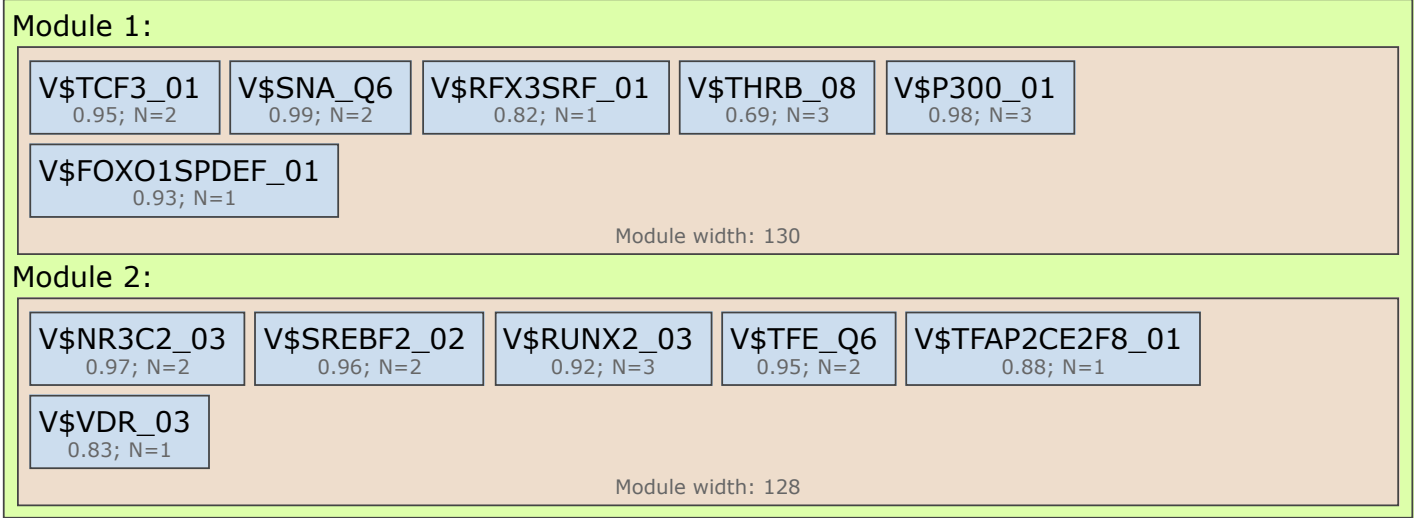 Module 1:
V$TCF3_01 V$SNA_Q6 V$RFX3SRF_01 V$THRB_08 V$P300_01
0.95; N=2 0.99; N=2 0.82; N=1 0.69; N=3 0.98; N=3
V$FOXO1SPDEF_01
0.93; N=1
Module width: 130
Module 2:
V$NR3C2_03 V$SREBF2_02 V$RUNX2_03 V$TFE_Q6 V$TFAP2CE2F8_01
0.97; N=2 0.96; N=2 0.92; N=3 0.95; N=2 0.88; N=1
V$VDR_03
0.83; N=1
Module width: 128